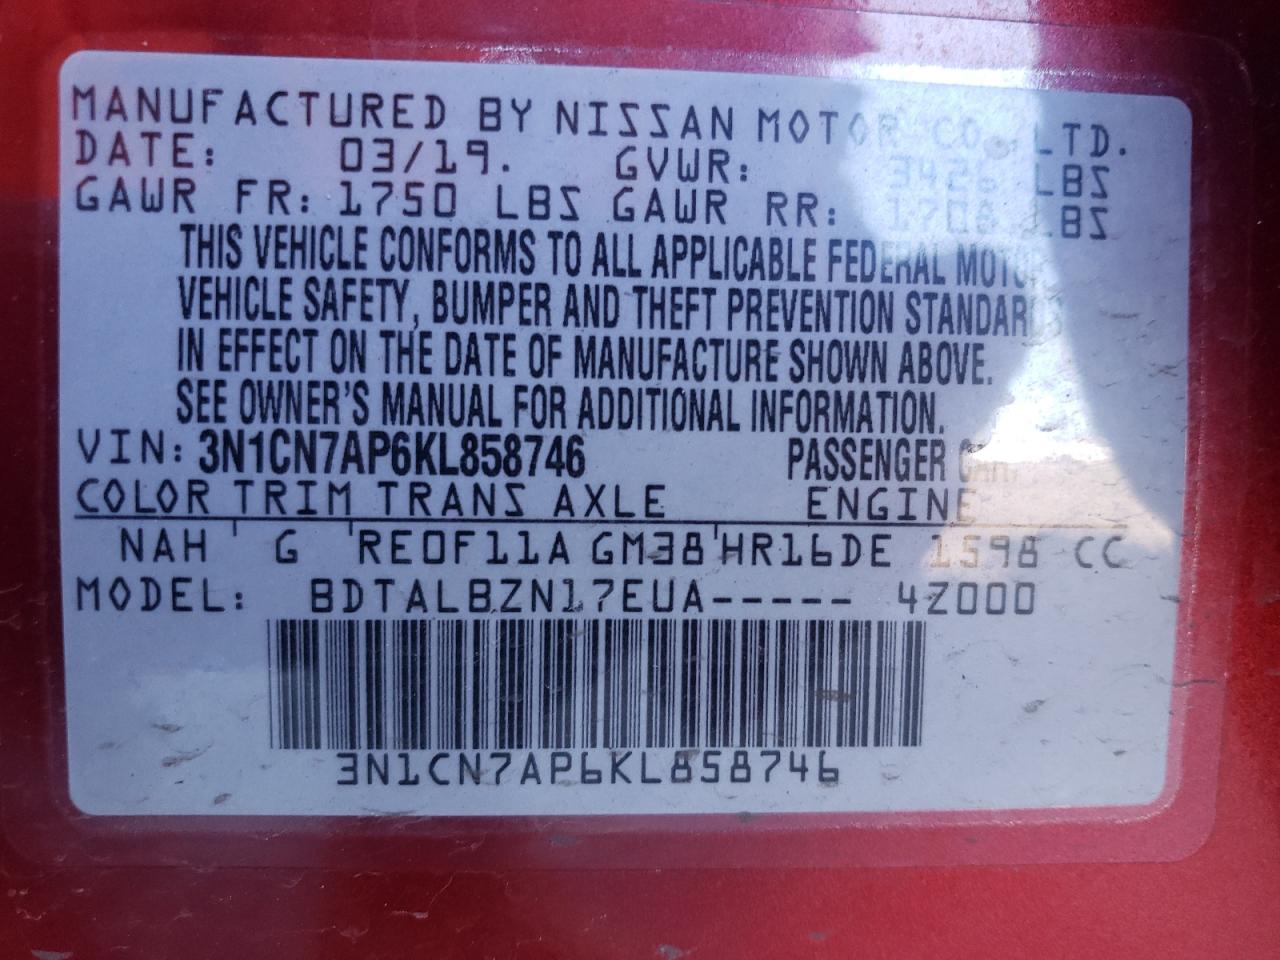 MANUFACTURED BY NISSAN MOTOR CO., LTD.
DATE: 03/19. GVWR: 3426 LBS
GAWR FR: 1750 LBS GAWR RR: 1708 LBS
THIS VEHICLE CONFORMS TO ALL APPLICABLE FEDERAL MOTOR
VEHICLE SAFETY, BUMPER AND THEFT PREVENTION STANDARDS
IN EFFECT ON THE DATE OF MANUFACTURE SHOWN ABOVE.
SEE OWNER'S MANUAL FOR ADDITIONAL INFORMATION.
VIN: 3N1CN7AP6KL858746 PASSENGER CAR.
COLOR TRIM TRANS AXLE ENGINE
NAH G RE0F11A GM38 HR16DE 1598 CC
MODEL: BDTALBZN17EUA----- 4Z000
3N1CN7AP6KL858746